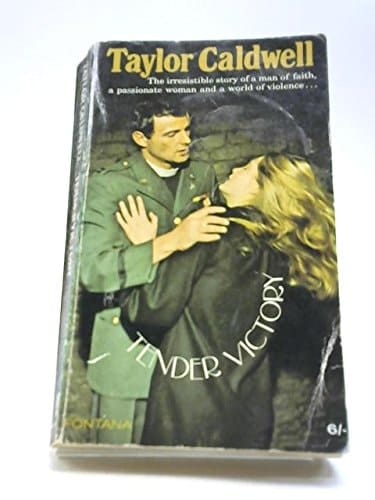 Taylor Caldwell
The irresistible story of a man of faith,
a passionate woman and a world of violence...
TENDER VICTORY
FONTANA
6/-